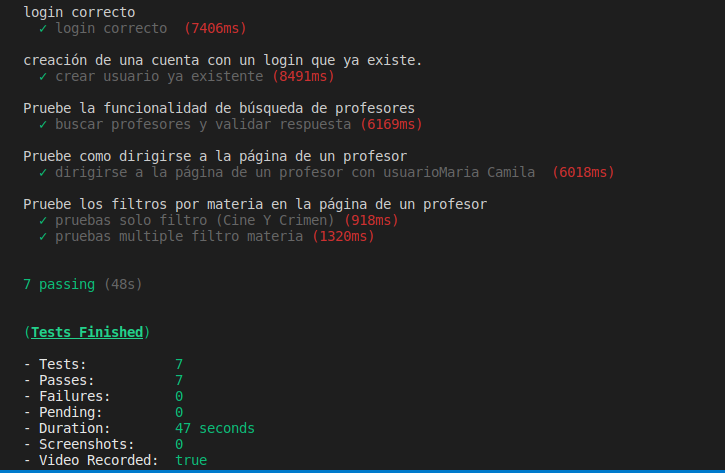 login correcto
✓ login correcto (7406ms)
creación de una cuenta con un login que ya existe.
✓ crear usuario ya existente (8491ms)
Pruebe la funcionalidad de búsqueda de profesores
✓ buscar profesores y validar respuesta (6169ms)
Pruebe como dirigirse a la página de un profesor
✓ dirigirse a la página de un profesor con usuarioMaria Camila (6018ms)
Pruebe los filtros por materia en la página de un profesor
✓ pruebas solo filtro (Cine Y Crimen) (918ms)
✓ pruebas multiple filtro materia (1320ms)
7 passing (48s)
(Tests Finished)
- Tests: 7
- Passes: 7
- Failures: 0
- Pending: 0
- Duration: 47 seconds
- Screenshots: 0
- Video Recorded: true